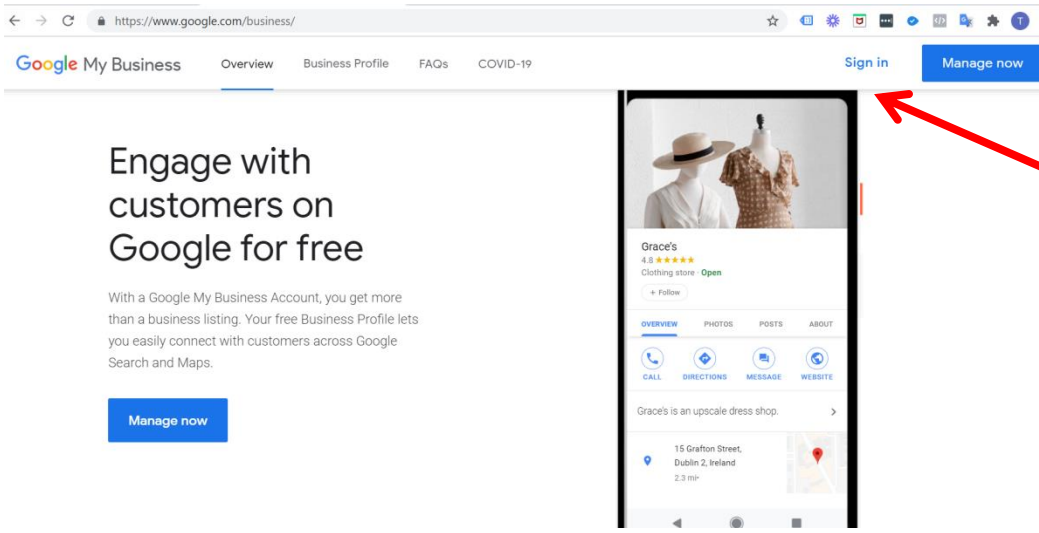 https://www.google.com/business/
T
Google My Business
Overview
Business Profile
FAQs
COVID-19
Sign in
Manage now
Engage with
customers on
Google for free
With a Google My Business Account, you get more
than a business listing. Your free Business Profile lets
you easily connect with customers across Google
Search and Maps.
Manage now
Grace's
4.8 ★★★★★
Clothing store · Open
+ Follow
OVERVIEW
PHOTOS
POSTS
ABOUT
CALL
DIRECTIONS
MESSAGE
WEBSITE
Grace's is an upscale dress shop.
15 Grafton Street,
Dublin 2, Ireland
2.3 mi